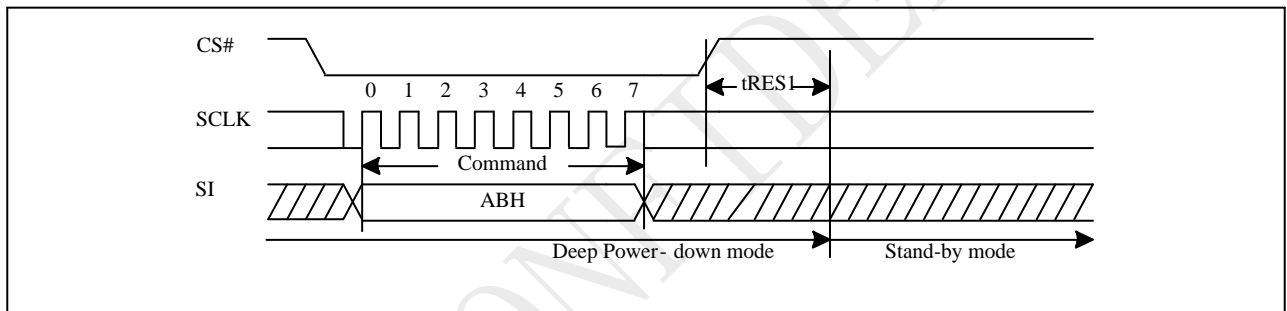 CS#
tRES1
0 1 2 3 4 5 6 7
SCLK
Command
SI
ABH
Deep Power- down mode
Stand-by mode